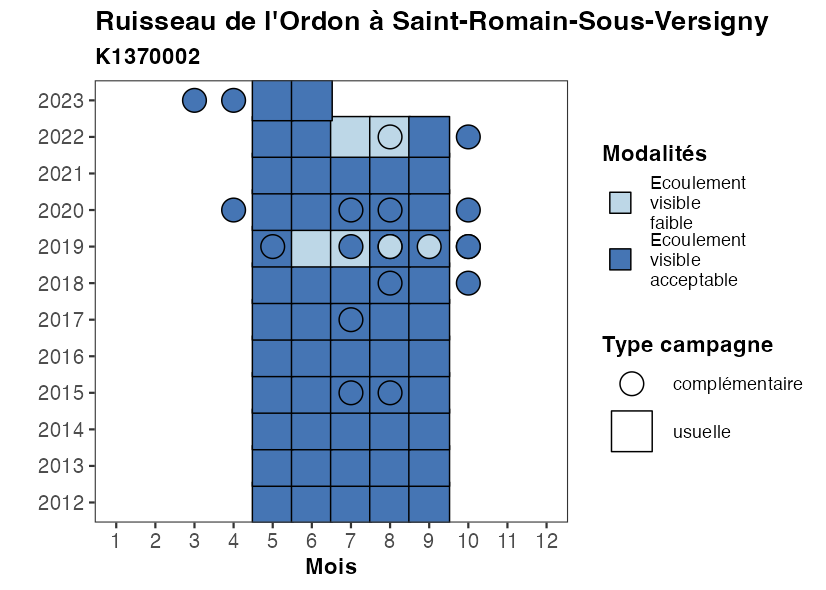 Ruisseau de l'Ordon à Saint-Romain-Sous-Versigny
K1370002
2023
2022
2021
2020
2019
2018
2017
2016
2015
2014
2013
2012
1 2 3 4 5 6 7 8 9 10 11 12
Mois
Modalités
Ecoulement
visible
faible
Ecoulement
visible
acceptable
Type campagne
complémentaire
usuelle